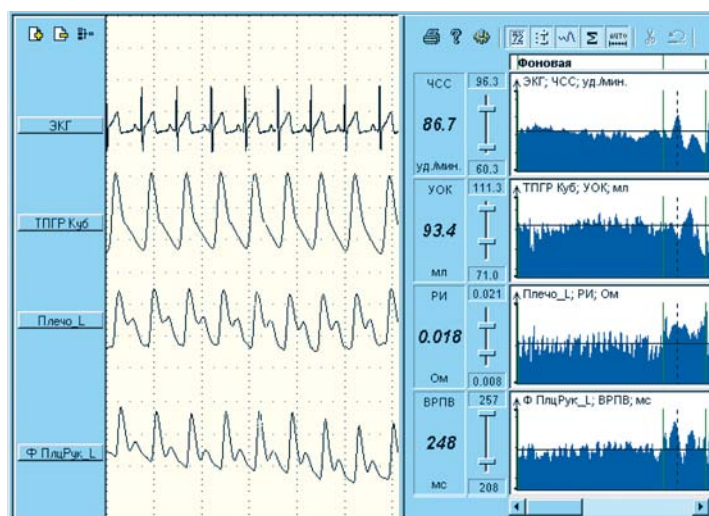 ЭКГ
ТПГР Куб
Плечо_L
Ф ПлцРук_L
AUTO
Фоновая
ЧСС 96.3
86.7
уд./мин. 60.3
ЭКГ; ЧСС; уд./мин.
УОК 111.3
93.4
мл 71.0
ТПГР Куб; УОК; мл
РИ 0.021
0.018
Ом 0.008
Плечо_L; РИ; Ом
ВРПВ 257
248
мс 208
Ф ПлцРук_L; ВРПВ; мс